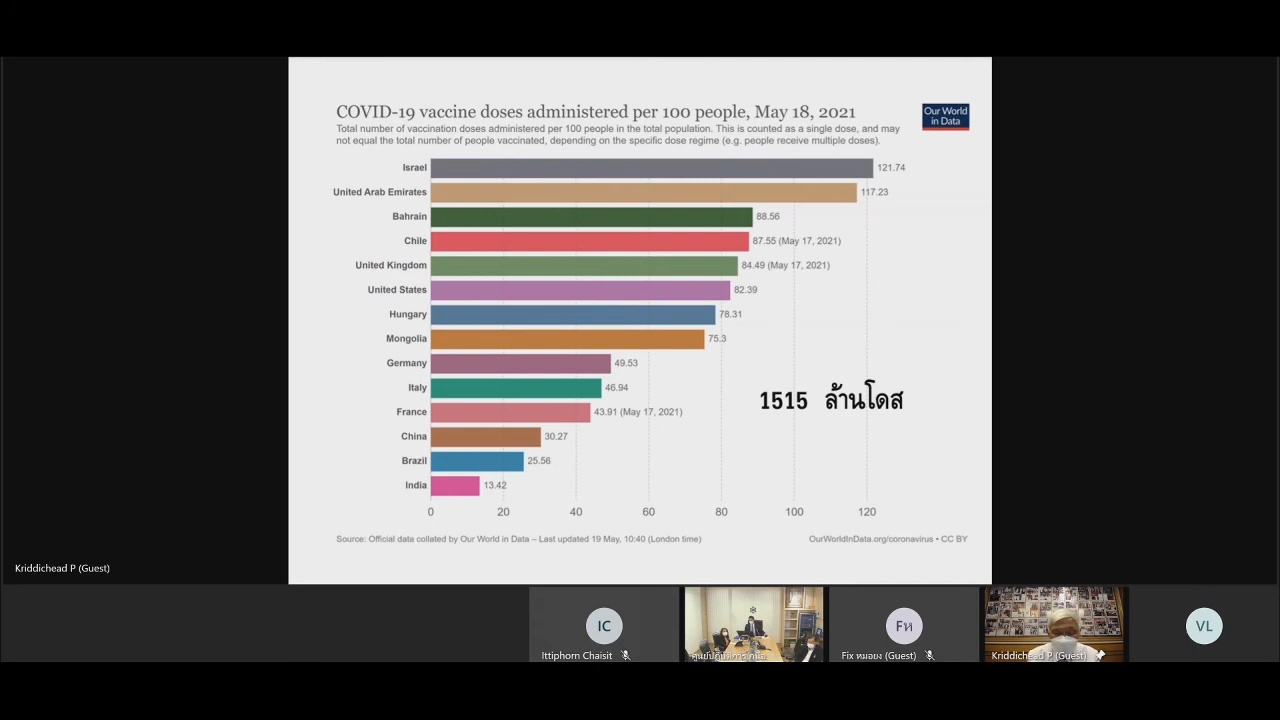 COVID-19 vaccine doses administered per 100 people, May 18, 2021
Our World
in Data
Total number of vaccination doses administered per 100 people in the total population. This is counted as a single dose, and may
not equal the total number of people vaccinated, depending on the specific dose regime (e.g. people receive multiple doses).
Israel 121.74
United Arab Emirates 117.23
Bahrain 88.56
Chile 87.55 (May 17, 2021)
United Kingdom 84.49 (May 17, 2021)
United States 82.39
Hungary 78.31
Mongolia 75.3
Germany 49.53
Italy 46.94
1515 ล้านโดส
France 43.91 (May 17, 2021)
China 30.27
Brazil 25.56
India 13.42
0 20 40 60 80 100 120
Source: Official data collated by Our World in Data – Last updated 19 May, 10:40 (London time)
OurWorldInData.org/coronavirus • CC BY
Kriddichead P (Guest)
IC
Fห
VL
Ittiphorn Chaisit
Fix หมอยง (Guest)
Kriddichead P (Guest)